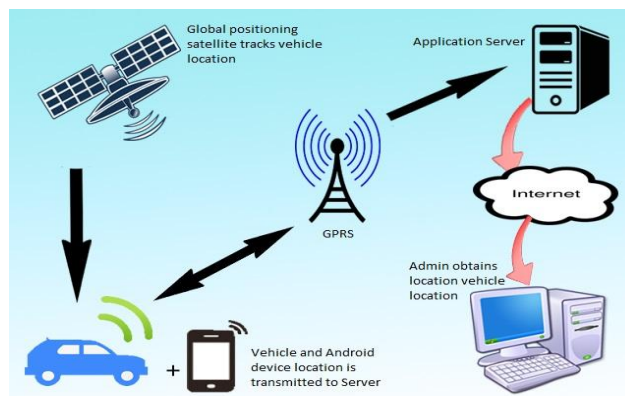 Global positioning
satellite tracks vehicle
location
Application Server
GPRS
Internet
Admin obtains
location vehicle
location
+
Vehicle and Android
device location is
transmitted to Server